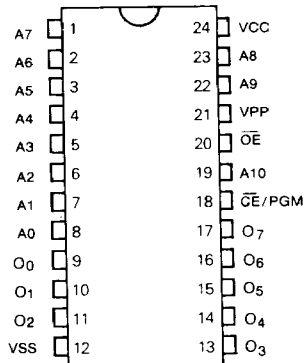 A7 1 24 VCC
A6 2 23 A8
A5 3 22 A9
A4 4 21 VPP
A3 5 20 O̅E̅
A2 6 19 A10
A1 7 18 C̅E̅/PGM
A0 8 17 O7
O0 9 16 O6
O1 10 15 O5
O2 11 14 O4
VSS 12 13 O3